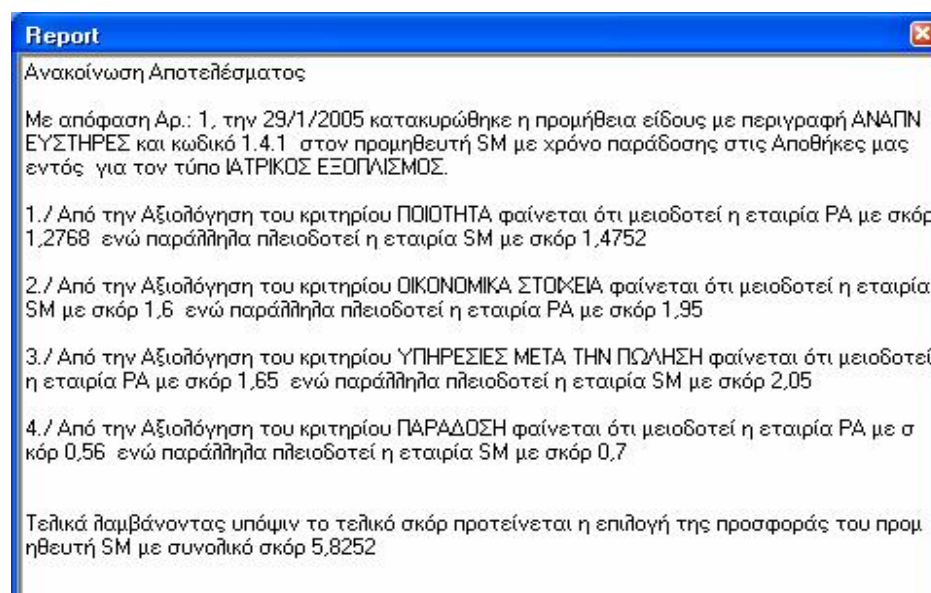 Report
Ανακοίνωση Αποτελέσματος
Με απόφαση Αρ.: 1, την 29/1/2005 κατακυρώθηκε η προμήθεια είδους με περιγραφή ΑΝΑΠΝ
ΕΥΣΤΗΡΕΣ και κωδικό 1.4.1 στον προμηθευτή SM με χρόνο παράδοσης στις Αποθήκες μας
εντός για τον τύπο ΙΑΤΡΙΚΟΣ ΕΞΟΠΛΙΣΜΟΣ.
1./ Από την Αξιολόγηση του κριτηρίου ΠΟΙΟΤΗΤΑ φαίνεται ότι μειοδοτεί η εταιρία PA με σκόρ
1,2768 ενώ παράλληλα πλειοδοτεί η εταιρία SM με σκόρ 1,4752
2./ Από την Αξιολόγηση του κριτηρίου ΟΙΚΟΝΟΜΙΚΑ ΣΤΟΙΧΕΙΑ φαίνεται ότι μειοδοτεί η εταιρία
SM με σκόρ 1,6 ενώ παράλληλα πλειοδοτεί η εταιρία PA με σκόρ 1,95
3./ Από την Αξιολόγηση του κριτηρίου ΥΠΗΡΕΣΙΕΣ ΜΕΤΑ ΤΗΝ ΠΩΛΗΣΗ φαίνεται ότι μειοδοτεί
η εταιρία PA με σκόρ 1,65 ενώ παράλληλα πλειοδοτεί η εταιρία SM με σκόρ 2,05
4./ Από την Αξιολόγηση του κριτηρίου ΠΑΡΑΔΟΣΗ φαίνεται ότι μειοδοτεί η εταιρία PA με σ
κόρ 0,56 ενώ παράλληλα πλειοδοτεί η εταιρία SM με σκόρ 0,7
Τελικά λαμβάνοντας υπόψιν το τελικό σκόρ προτείνεται η επιλογή της προσφοράς του προμ
ηθευτή SM με συνολικό σκόρ 5,8252